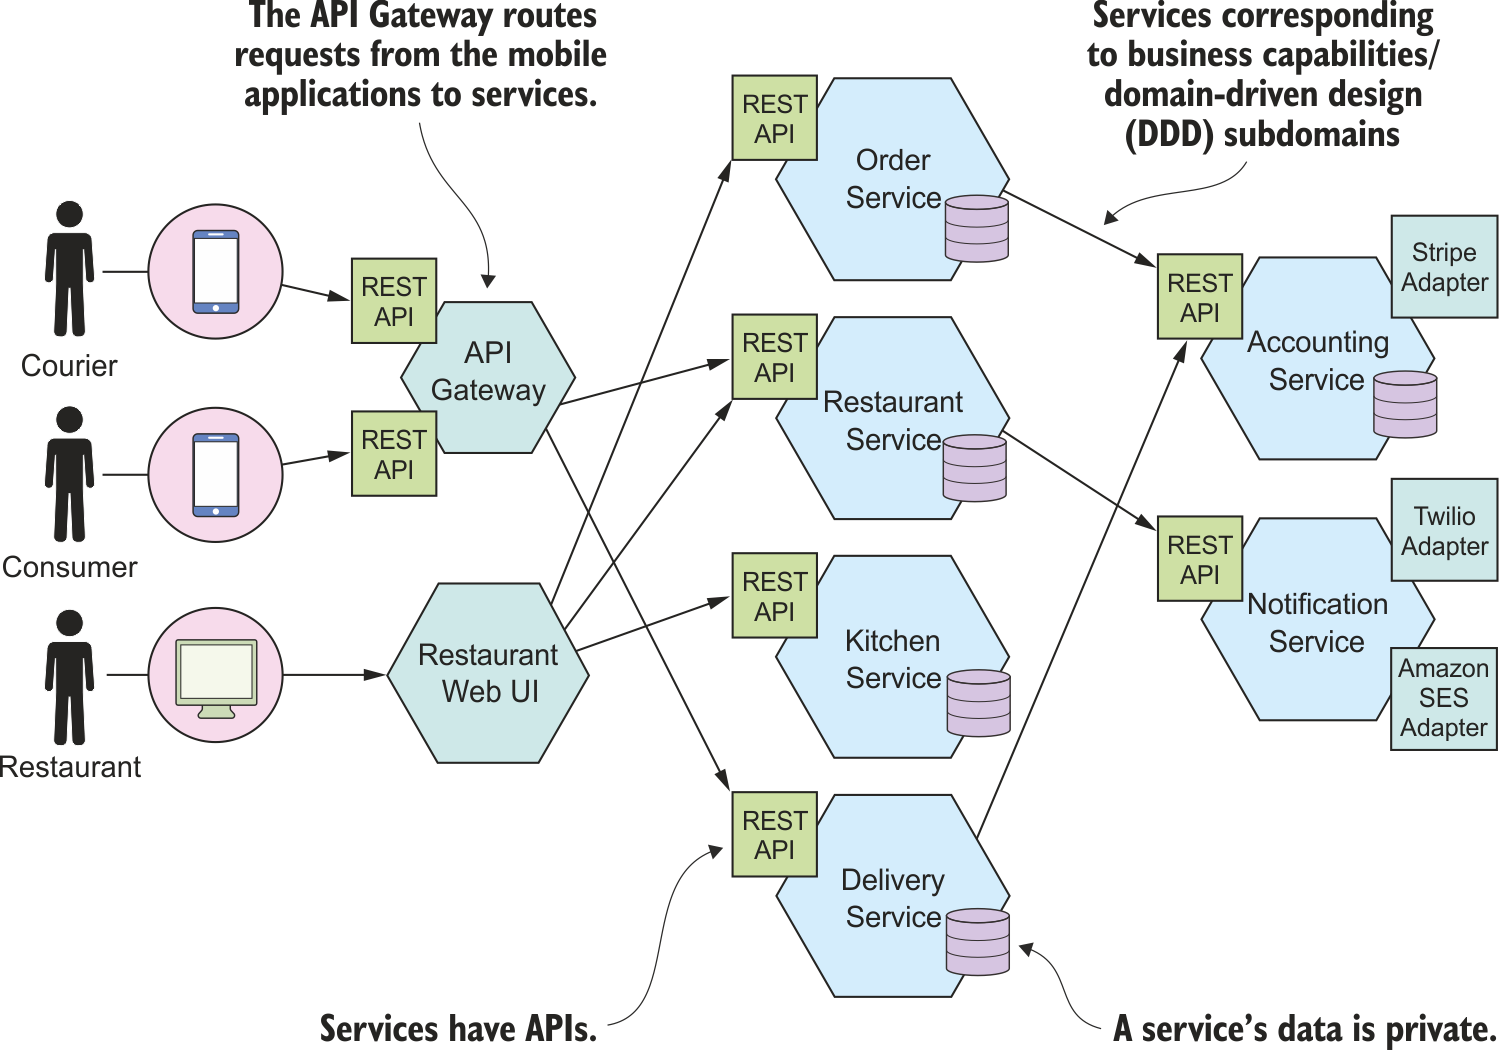 The API Gateway routes
requests from the mobile
applications to services.
Services corresponding
to business capabilities/
domain-driven design
(DDD) subdomains
REST
API
Order
Service
Courier
REST
API
API
Gateway
REST
API
Consumer
REST
API
Restaurant
Service
REST
API
Accounting
Service
Stripe
Adapter
Restaurant
Restaurant
Web UI
REST
API
Kitchen
Service
REST
API
Notification
Service
Twilio
Adapter
Amazon
SES
Adapter
REST
API
Delivery
Service
Services have APIs.
A service’s data is private.